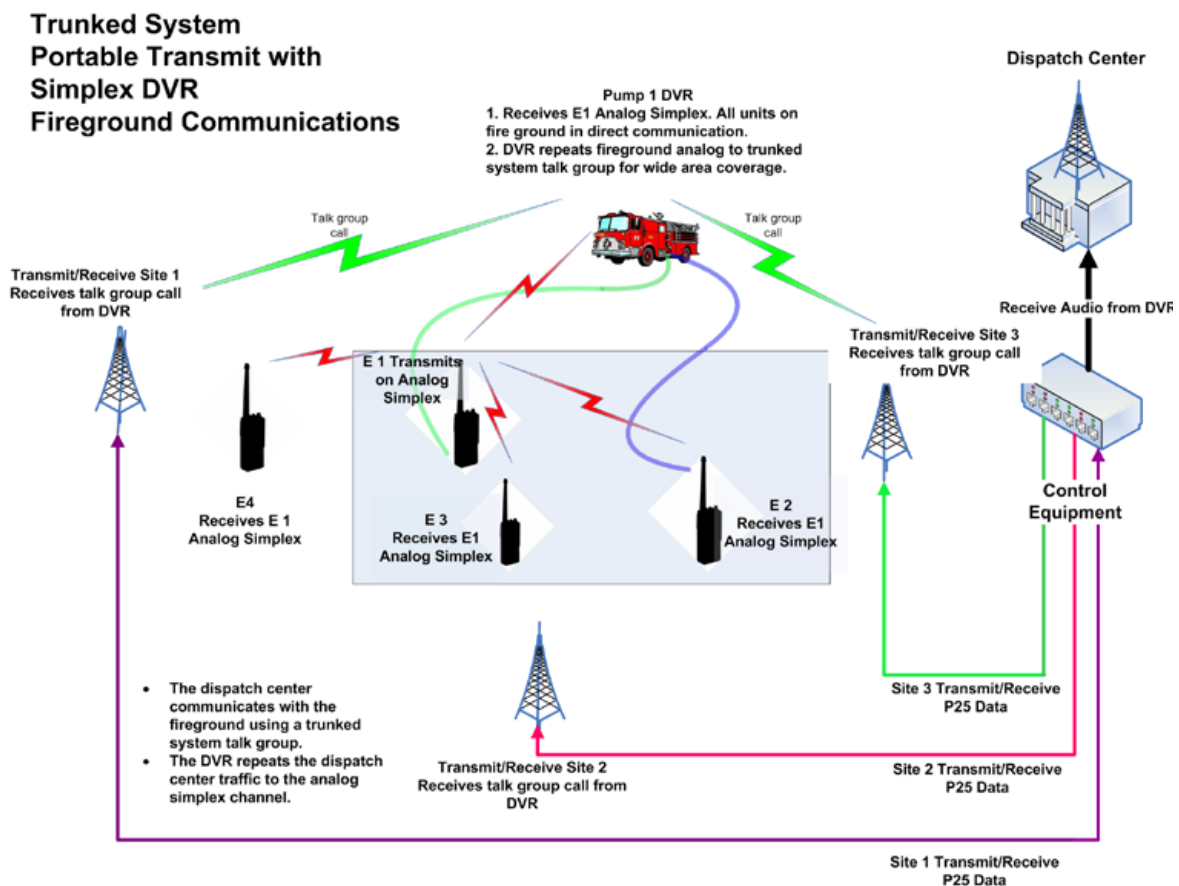 Trunked System
Portable Transmit with
Simplex DVR
Fireground Communications
Dispatch Center
Pump 1 DVR
1. Receives E1 Analog Simplex. All units on
fire ground in direct communication.
2. DVR repeats fireground analog to trunked
system talk group for wide area coverage.
Talk group
call
Talk group
call
Transmit/Receive Site 1
Receives talk group call
from DVR
Receive Audio from DVR
Transmit/Receive Site 3
Receives talk group call
from DVR
E 1 Transmits
on Analog
Simplex
E4
Receives E 1
Analog Simplex
E 3
Receives E1
Analog Simplex
E 2
Receives E1
Analog Simplex
Control
Equipment
• The dispatch center
communicates with the
fireground using a trunked
system talk group.
• The DVR repeats the dispatch
center traffic to the analog
simplex channel.
Transmit/Receive Site 2
Receives talk group call from
DVR
Site 3 Transmit/Receive
P25 Data
Site 2 Transmit/Receive
P25 Data
Site 1 Transmit/Receive
P25 Data